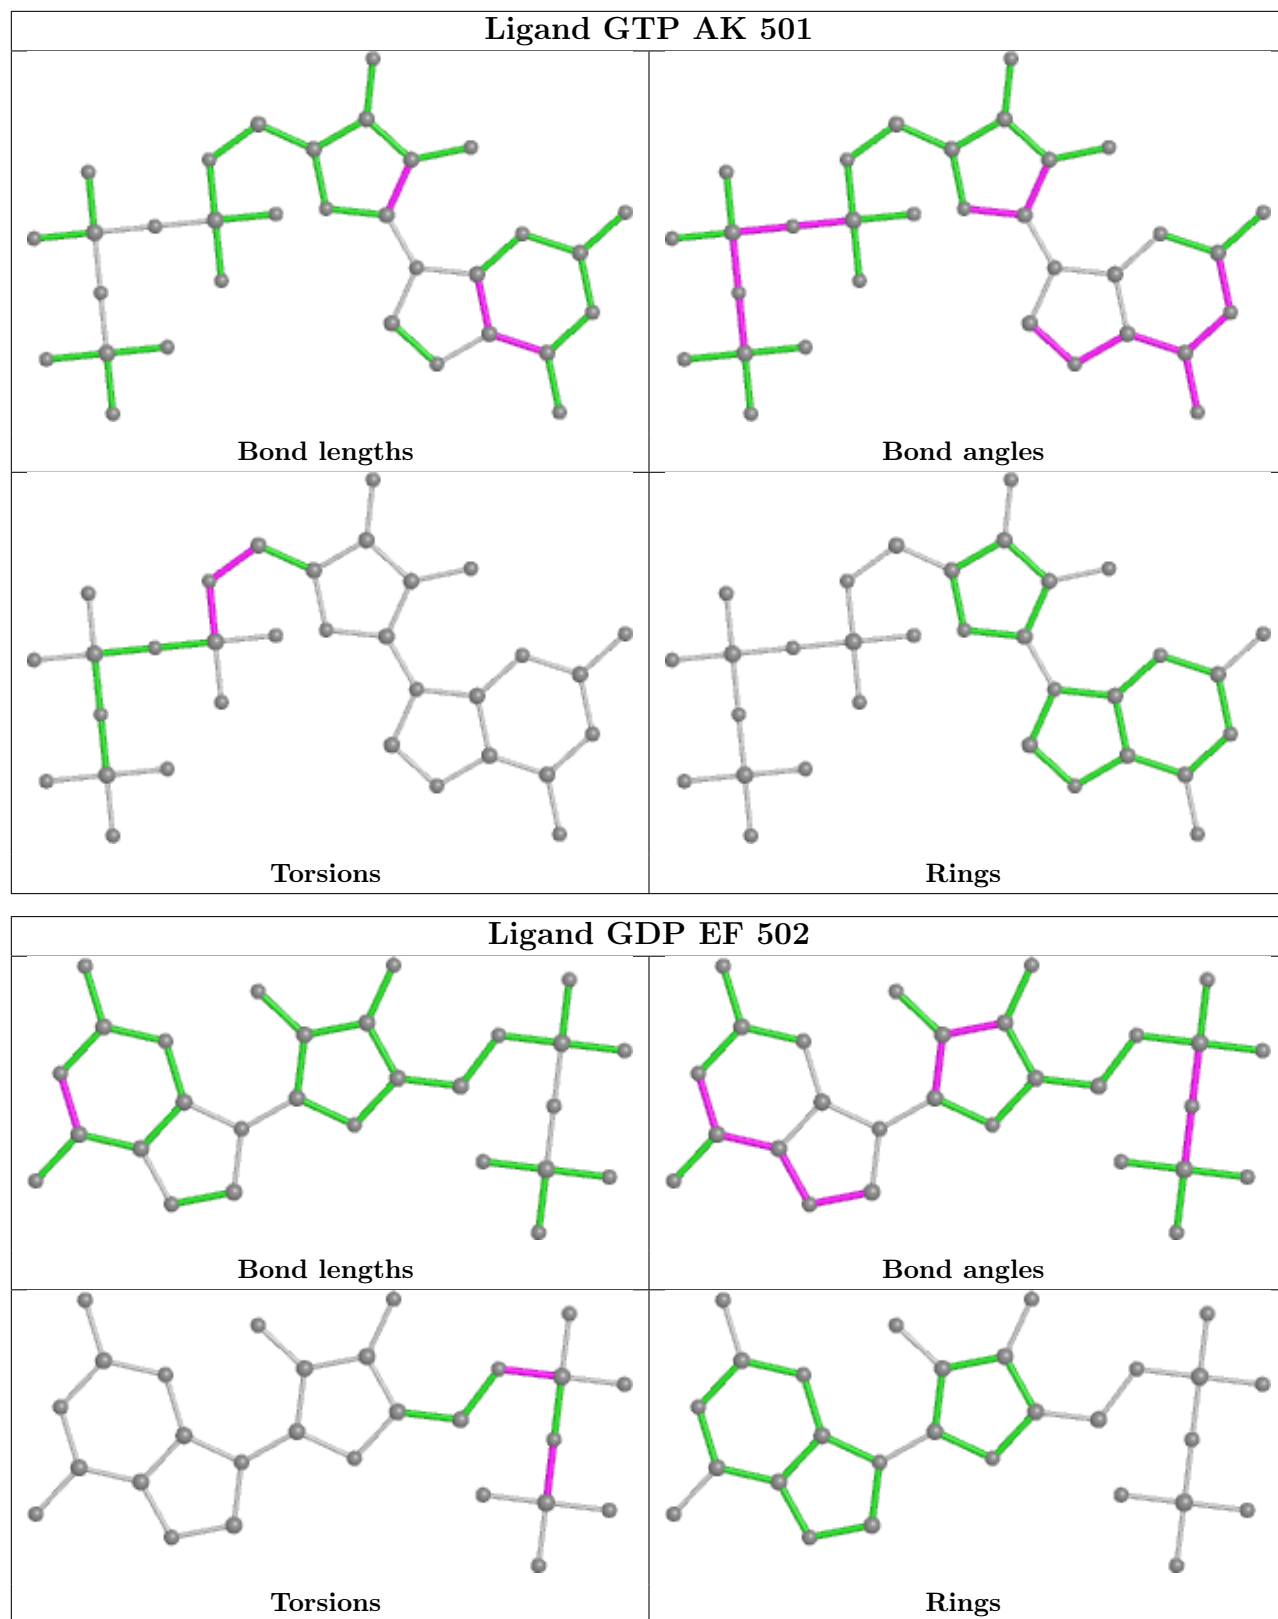 Ligand GTP AK 501
Bond lengths
Bond angles
Torsions
Rings
Ligand GDP EF 502
Bond lengths
Bond angles
Torsions
Rings